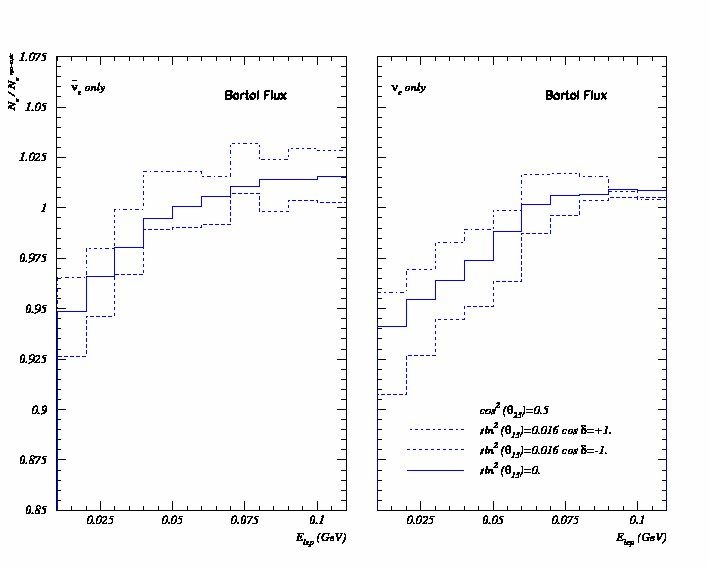 1.075
1.05
1.025
1
0.975
0.95
0.925
0.9
0.875
0.85
N_e / N_e^no-osc
ν̄_e only
Bartol Flux
0.025 0.05 0.075 0.1
E_lep (GeV)
ν_e only
Bartol Flux
cos²(θ₂₃)=0.5
sin²(θ₁₃)=0.016 cos δ=+1.
sin²(θ₁₃)=0.016 cos δ=-1.
sin²(θ₁₃)=0.
0.025 0.05 0.075 0.1
E_lep (GeV)